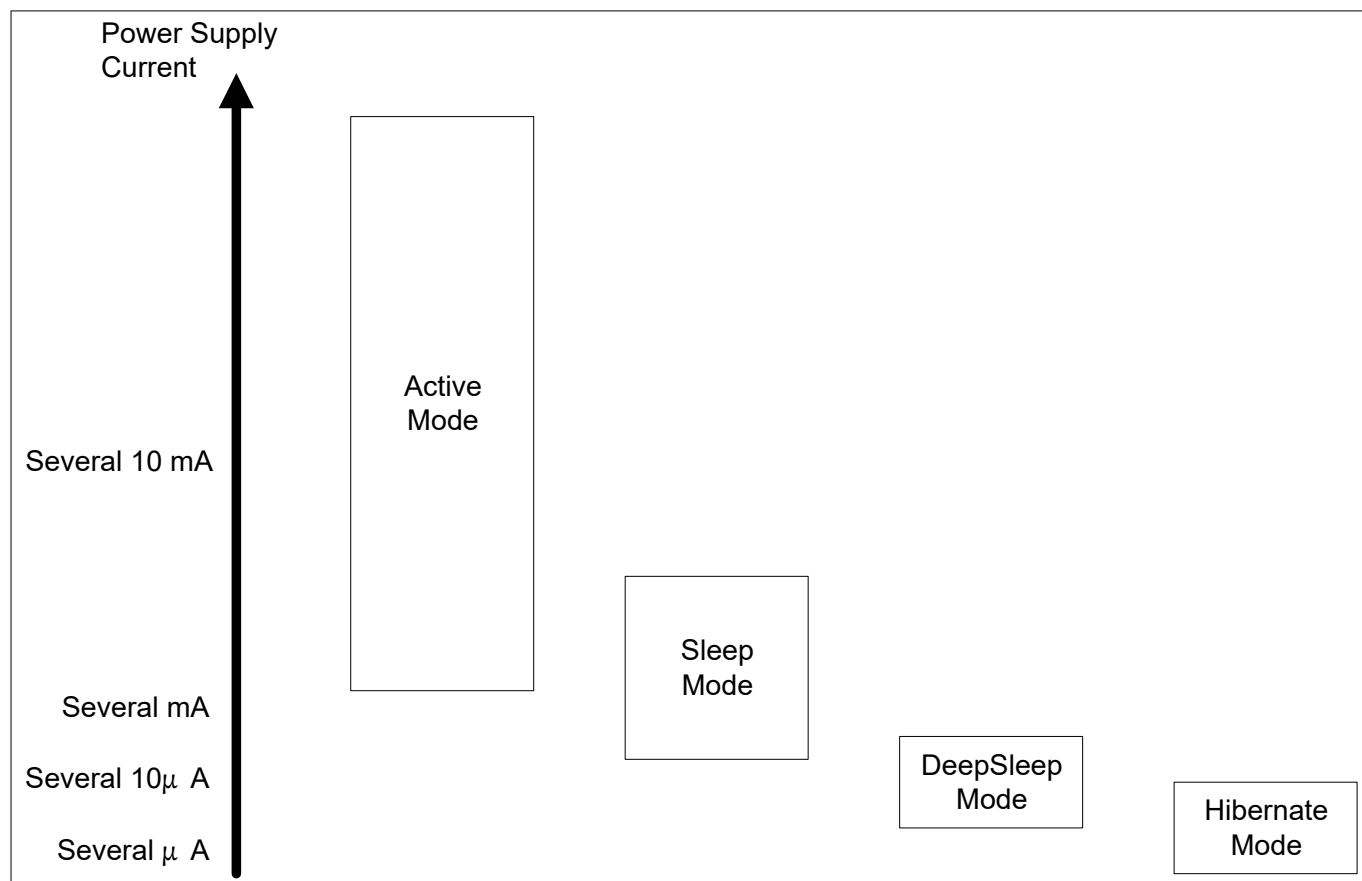 Power Supply
Current
Active
Mode
Several 10 mA
Sleep
Mode
Several mA
DeepSleep
Mode
Several 10μ A
Hibernate
Mode
Several μ A